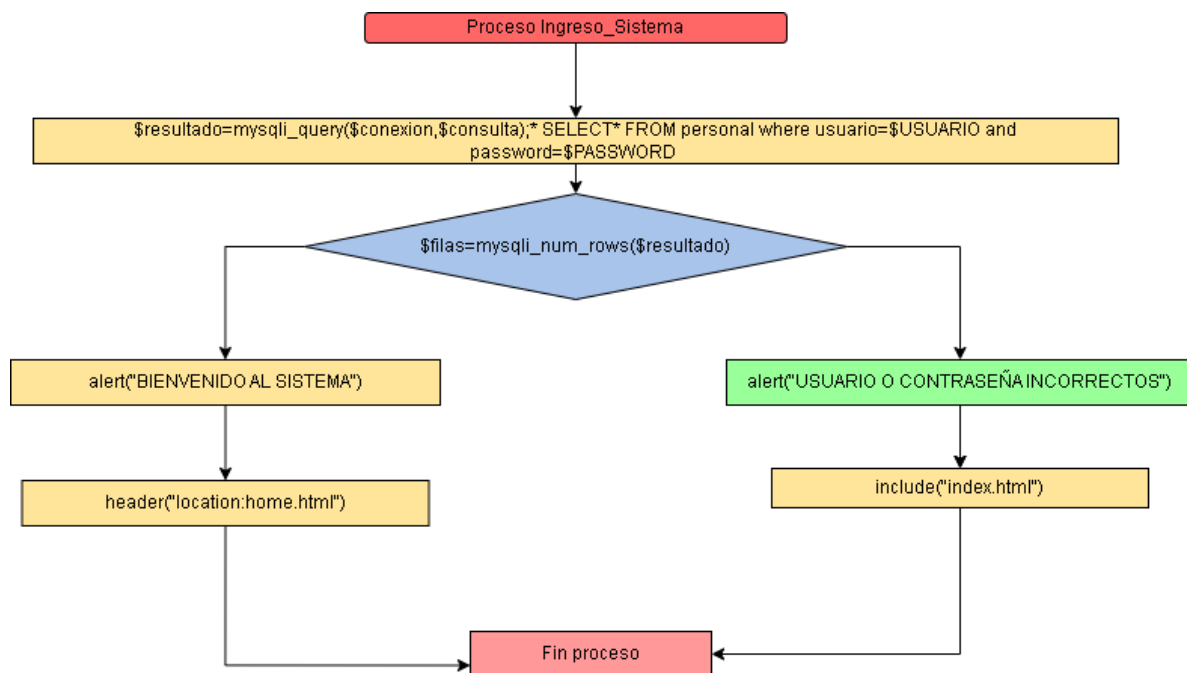 Proceso Ingreso_Sistema
$resultado=mysqli_query($conexion,$consulta);* SELECT* FROM personal where usuario=$USUARIO and
password=$PASSWORD
$filas=mysqli_num_rows($resultado)
alert("BIENVENIDO AL SISTEMA")
alert("USUARIO O CONTRASEÑA INCORRECTOS")
header("location:home.html")
include("index.html")
Fin proceso